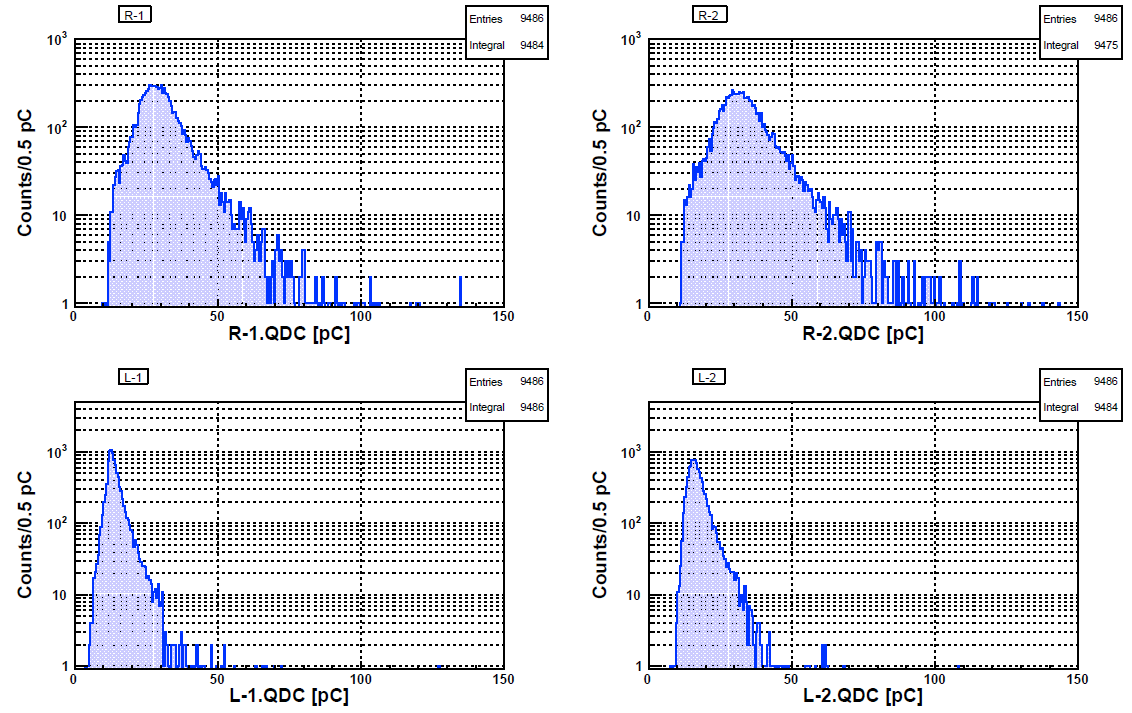 R-1
Entries 9486
Integral 9484
10³
10²
10
1
Counts/0.5 pC
0 50 100 150
R-1.QDC [pC]
R-2
Entries 9486
Integral 9475
10³
10²
10
1
Counts/0.5 pC
0 50 100 150
R-2.QDC [pC]
L-1
Entries 9486
Integral 9486
10³
10²
10
1
Counts/0.5 pC
0 50 100 150
L-1.QDC [pC]
L-2
Entries 9486
Integral 9484
10³
10²
10
1
Counts/0.5 pC
0 50 100 150
L-2.QDC [pC]